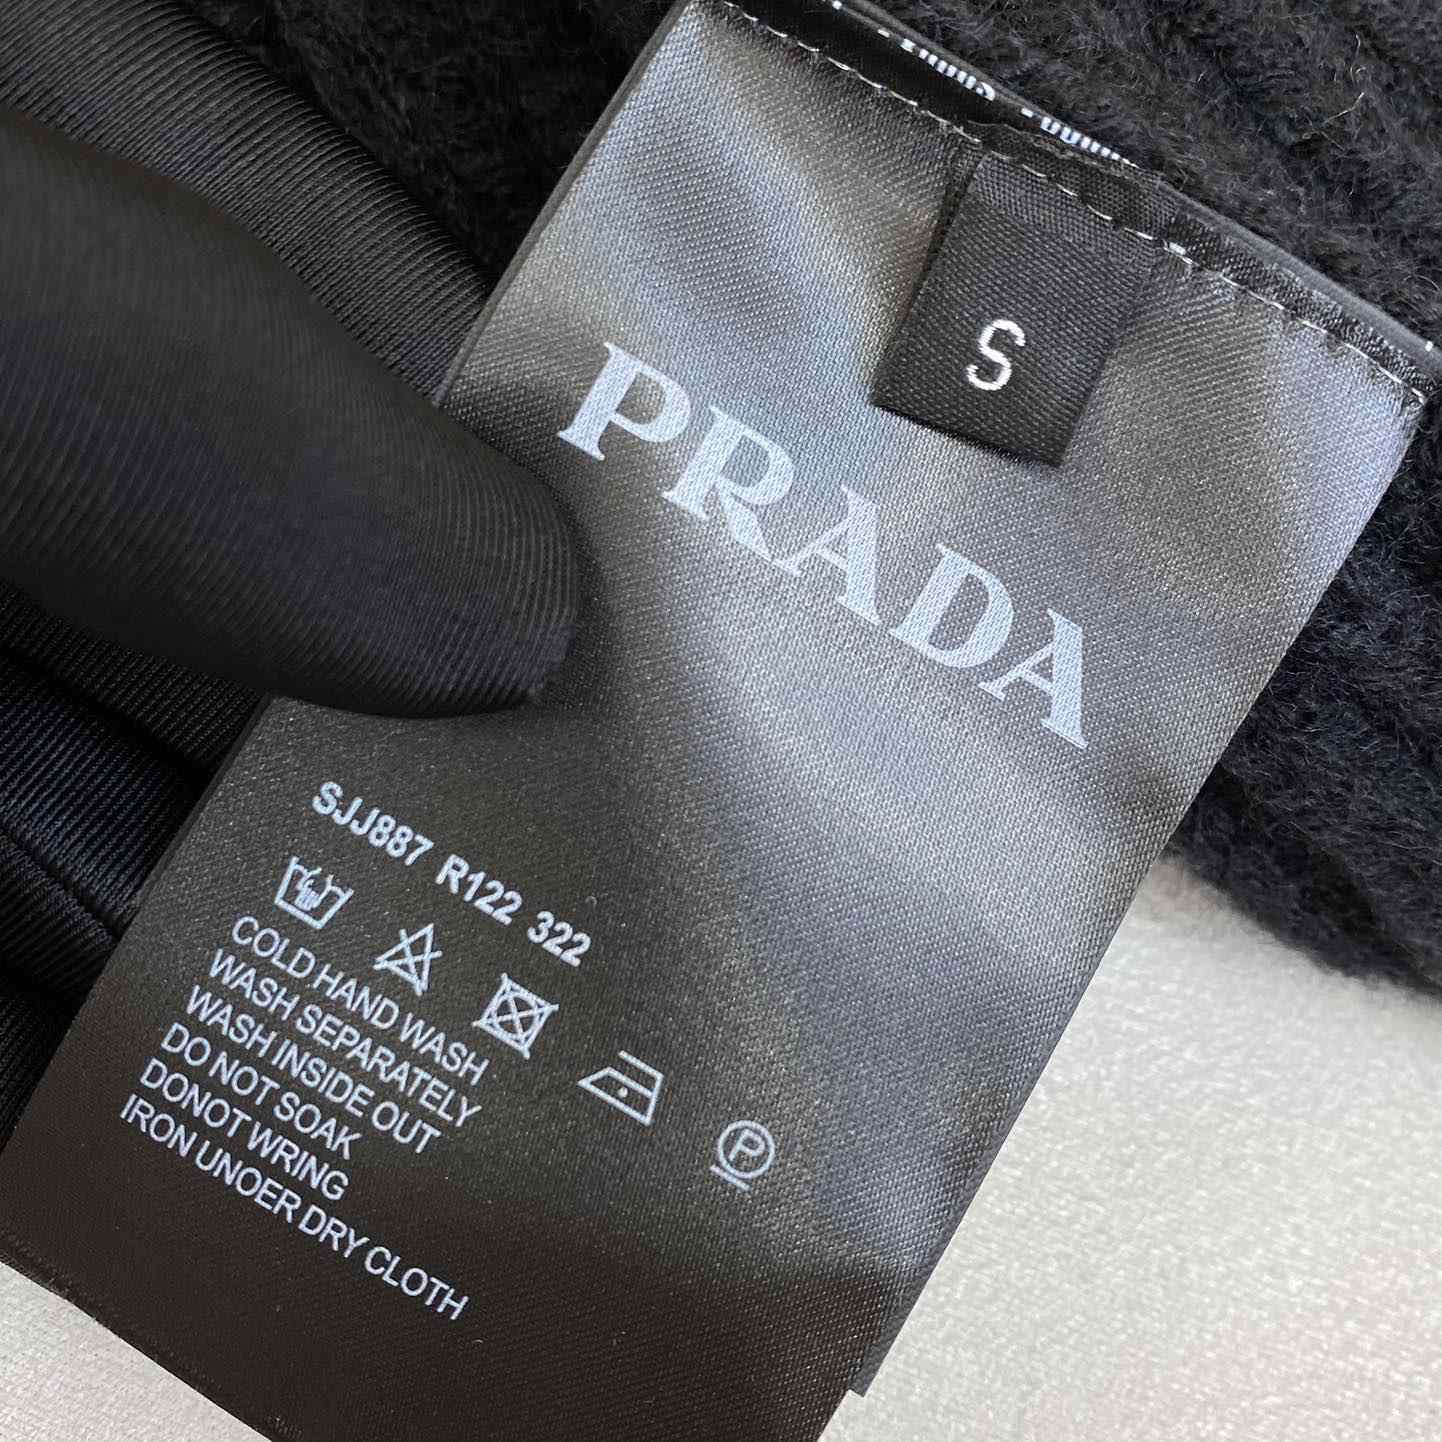 S
PRADA
SJJ887 R122 322
P
COLD HAND WASH
WASH SEPARATELY
WASH INSIDE OUT
DO NOT SOAK
DONOT WRING
IRON UNOER DRY CLOTH